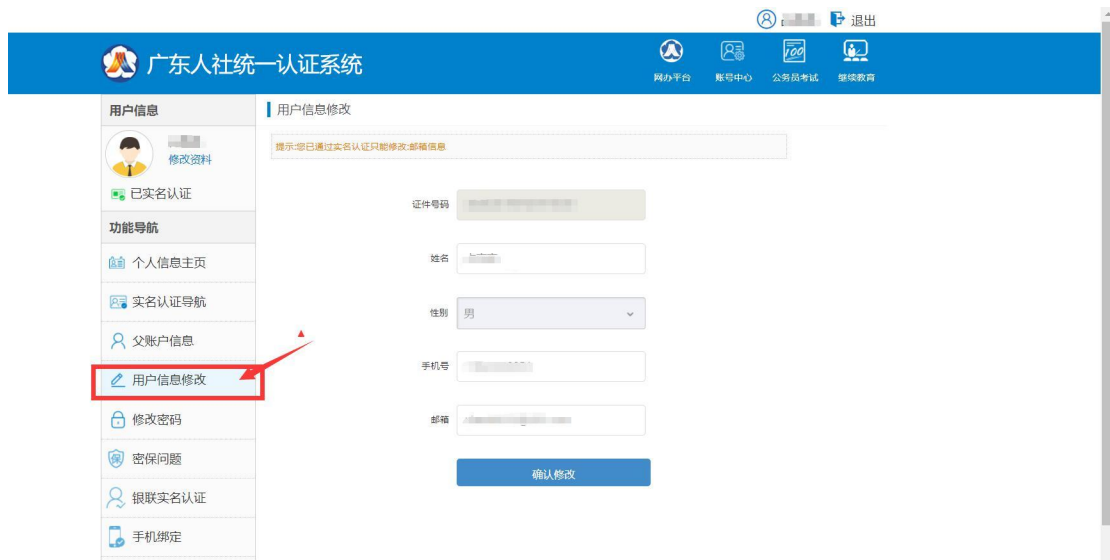 退出
广东人社统一认证系统
网办平台
账号中心
100
公务员考试
继续教育
用户信息
修改资料
已实名认证
功能导航
个人信息主页
实名认证导航
父账户信息
用户信息修改
修改密码
保
密保问题
银联实名认证
手机绑定
用户信息修改
提示:您已通过实名认证只能修改:邮箱信息
证件号码
姓名
性别
男
手机号
邮箱
确认修改